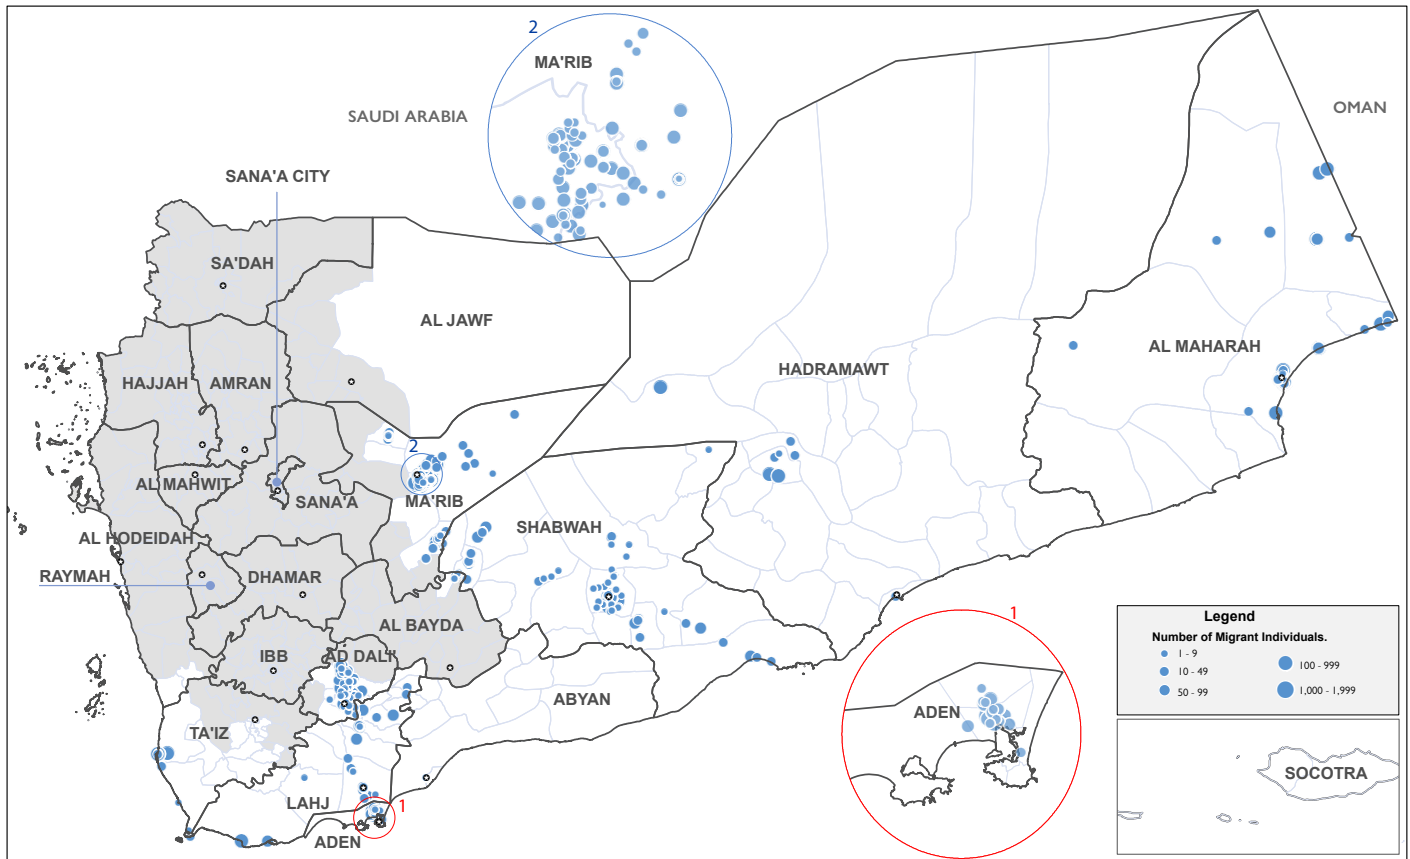 2
MA'RIB
SAUDI ARABIA
OMAN
SANA'A CITY
SA'DAH
AL JAWF
HAJJAH
AMRAN
HADRAMAWT
AL MAHARAH
2
AL MAHWIT
SANA'A
MA'RIB
SHABWAH
AL HODEIDAH
RAYMAH
DHAMAR
AL BAYDA
IBB
AD DALI'
ABYAN
TA'IZ
LAHJ
1
ADEN
1
ADEN
Legend
Number of Migrant Individuals.
1 - 9
10 - 49
50 - 99
100 - 999
1,000 - 1,999
SOCOTRA